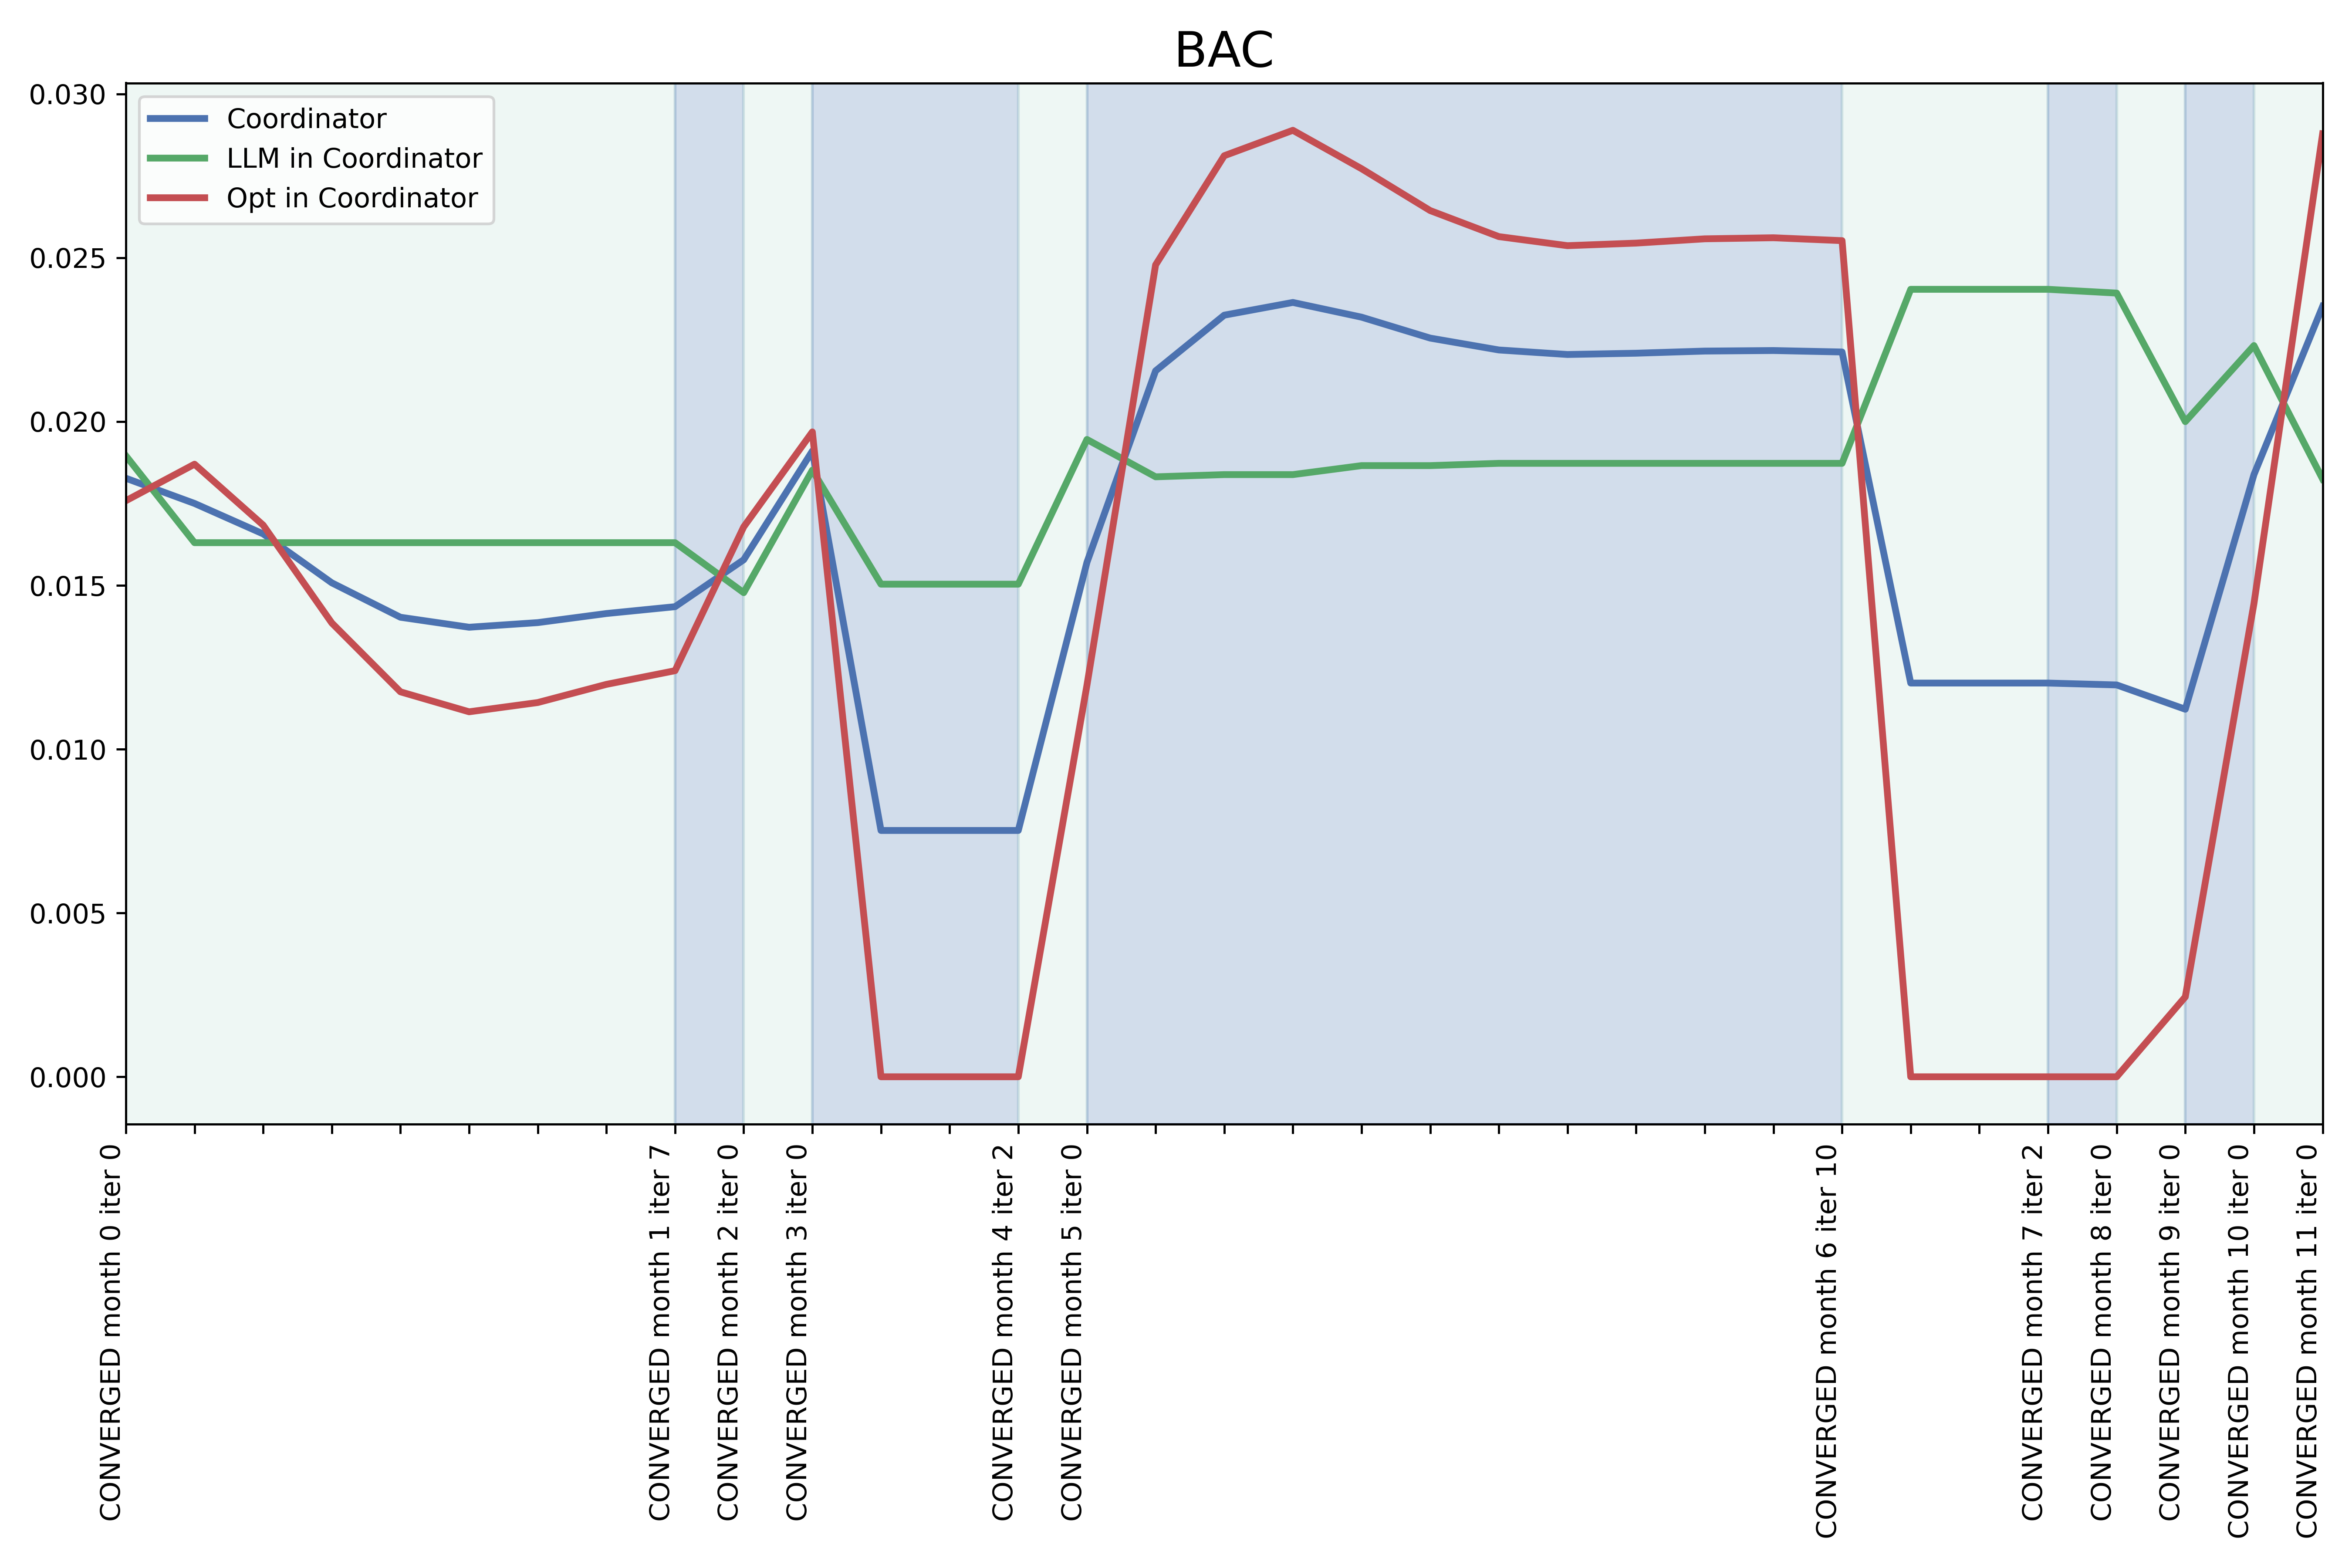 BAC
0.030
0.025
0.020
0.015
0.010
0.005
0.000
Coordinator
LLM in Coordinator
Opt in Coordinator
CONVERGED month 0 iter 0
CONVERGED month 1 iter 7
CONVERGED month 2 iter 0
CONVERGED month 3 iter 0
CONVERGED month 4 iter 2
CONVERGED month 5 iter 0
CONVERGED month 6 iter 10
CONVERGED month 7 iter 2
CONVERGED month 8 iter 0
CONVERGED month 9 iter 0
CONVERGED month 10 iter 0
CONVERGED month 11 iter 0